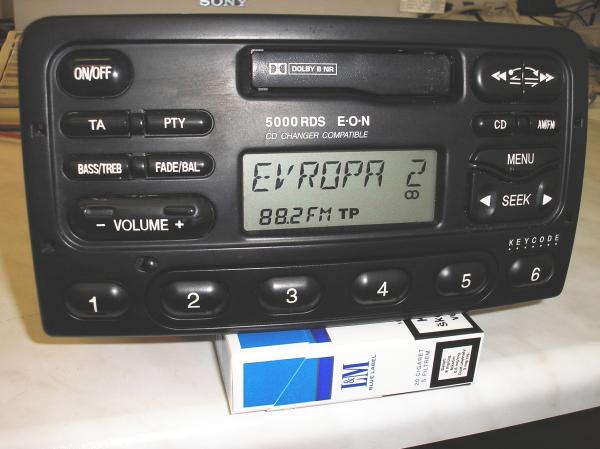 SONY
ON/OFF
DOLBY B NR
TA
PTY
5000 RDS E·O·N
CD CHANGER COMPATIBLE
CD
AM/FM
BASS/TREB
FADE/BAL
EVROPA 2
88.2 FM TP
MENU
SEEK
- VOLUME +
KEYCODE
1
2
3
4
5
6
L&M
BLUE LABEL
20 CIGARET
S FILTREM